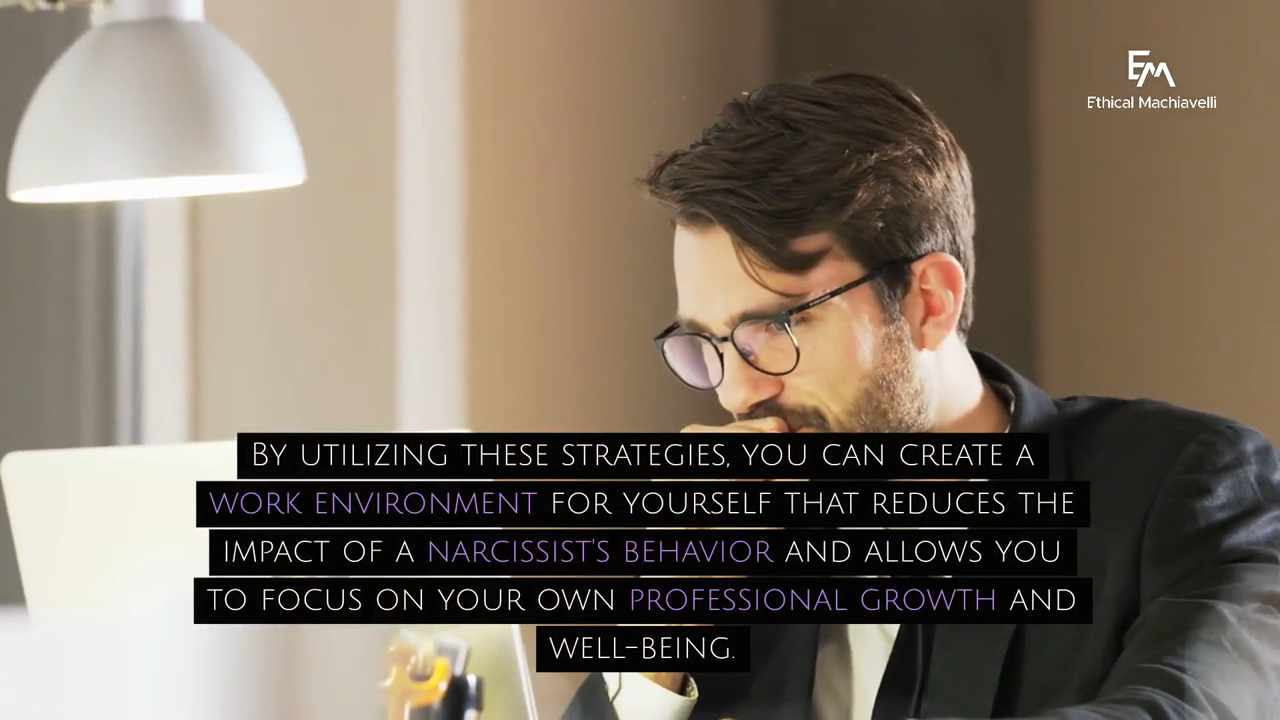 EM
Ethical Machiavelli
By utilizing these strategies, you can create a
work environment for yourself that reduces the
impact of a narcissist's behavior and allows you
to focus on your own professional growth and
well-being.